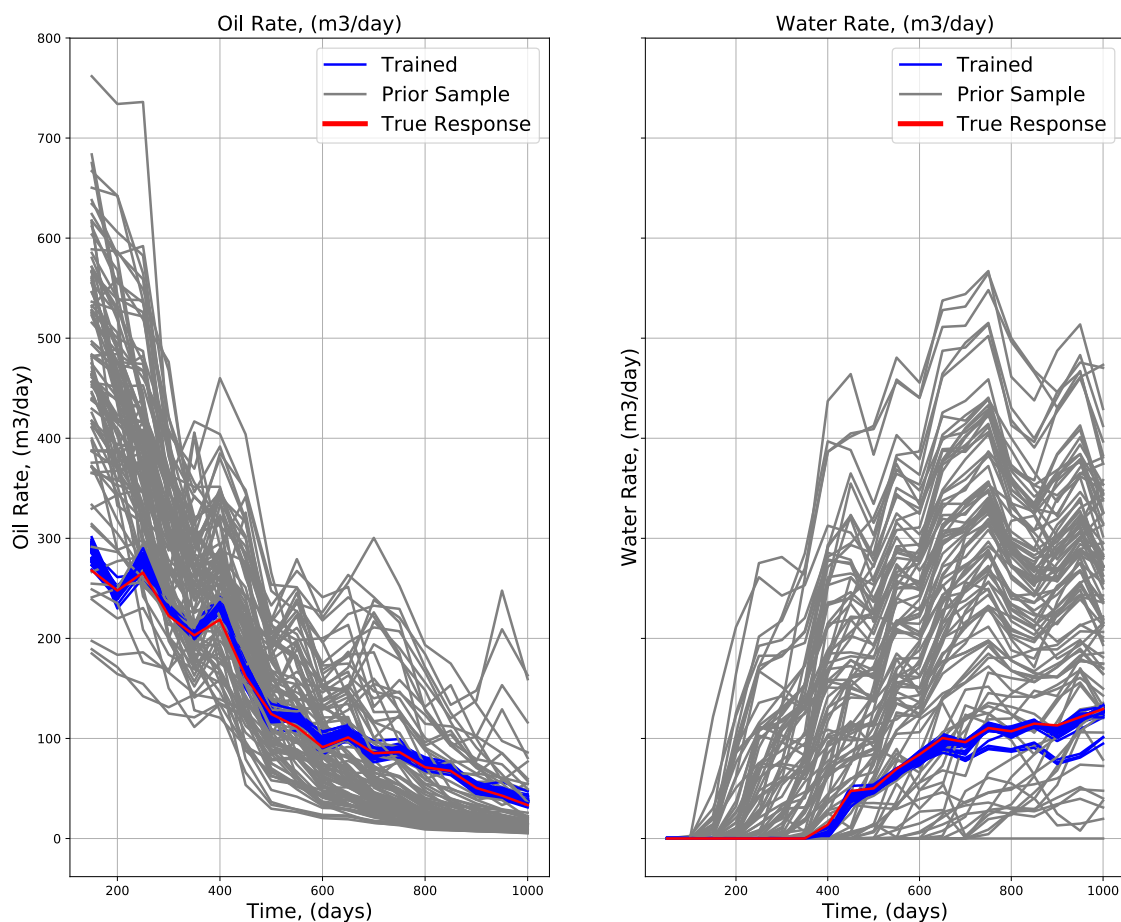 Oil Rate, (m3/day)
Trained
Prior Sample
True Response
800
700
600
500
400
300
200
100
0
Oil Rate, (m3/day)
200 400 600 800 1000
Time, (days)
Water Rate, (m3/day)
Trained
Prior Sample
True Response
Water Rate, (m3/day)
200 400 600 800 1000
Time, (days)